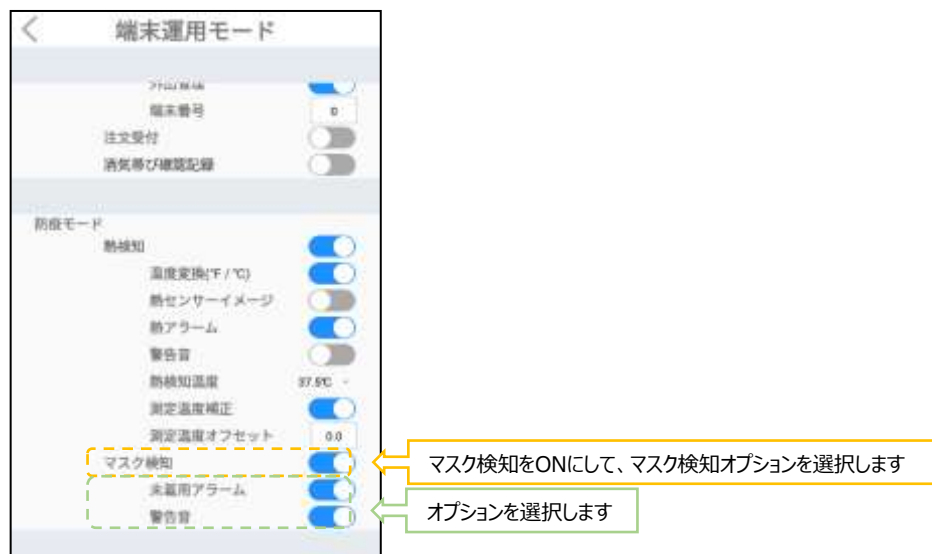 端末運用モード
端末番号 0
注文受付
酒気帯び確認記録
防疫モード
熱検知
温度変換(℉ / ℃)
熱センサーイメージ
熱アラーム
警告音
熱検知温度 37.5℃
測定温度補正
測定温度オフセット 0.0
マスク検知
マスク検知をONにして、マスク検知オプションを選択します
未着用アラーム
オプションを選択します
警告音